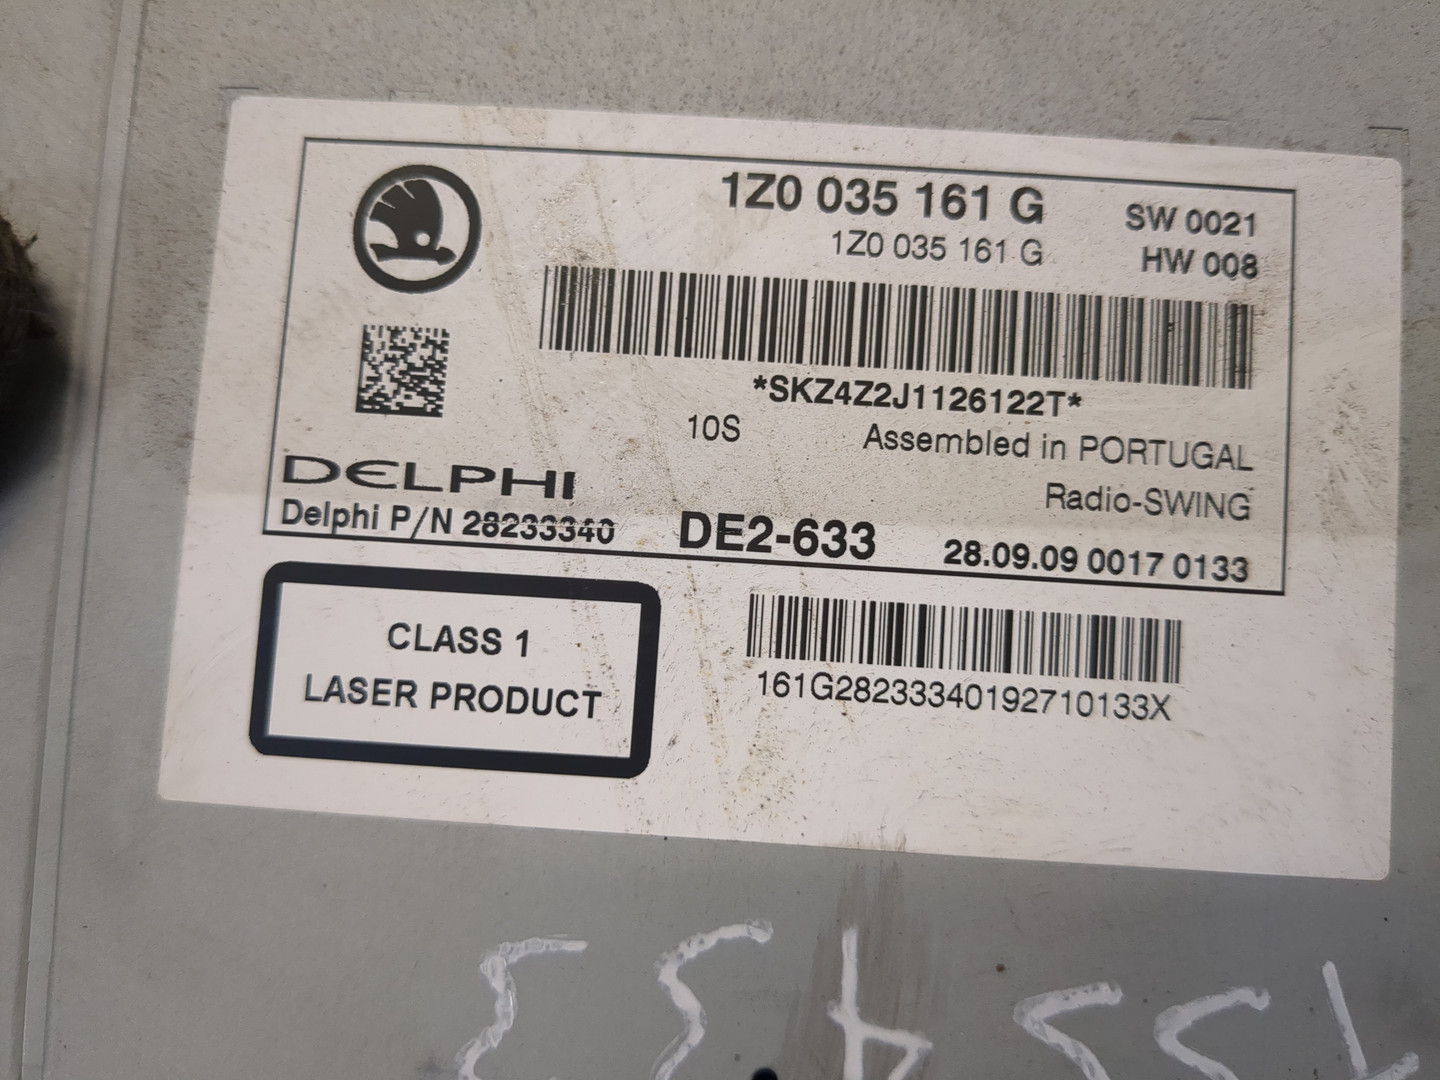 1Z0 035 161 G
SW 0021
1Z0 035 161 G
HW 008
*SKZ4Z2J1126122T*
10S
Assembled in PORTUGAL
Radio-SWING
DELPHI
Delphi P/N 28233340
DE2-633
28.09.09 0017 0133
CLASS 1
LASER PRODUCT
161G28233340192710133X